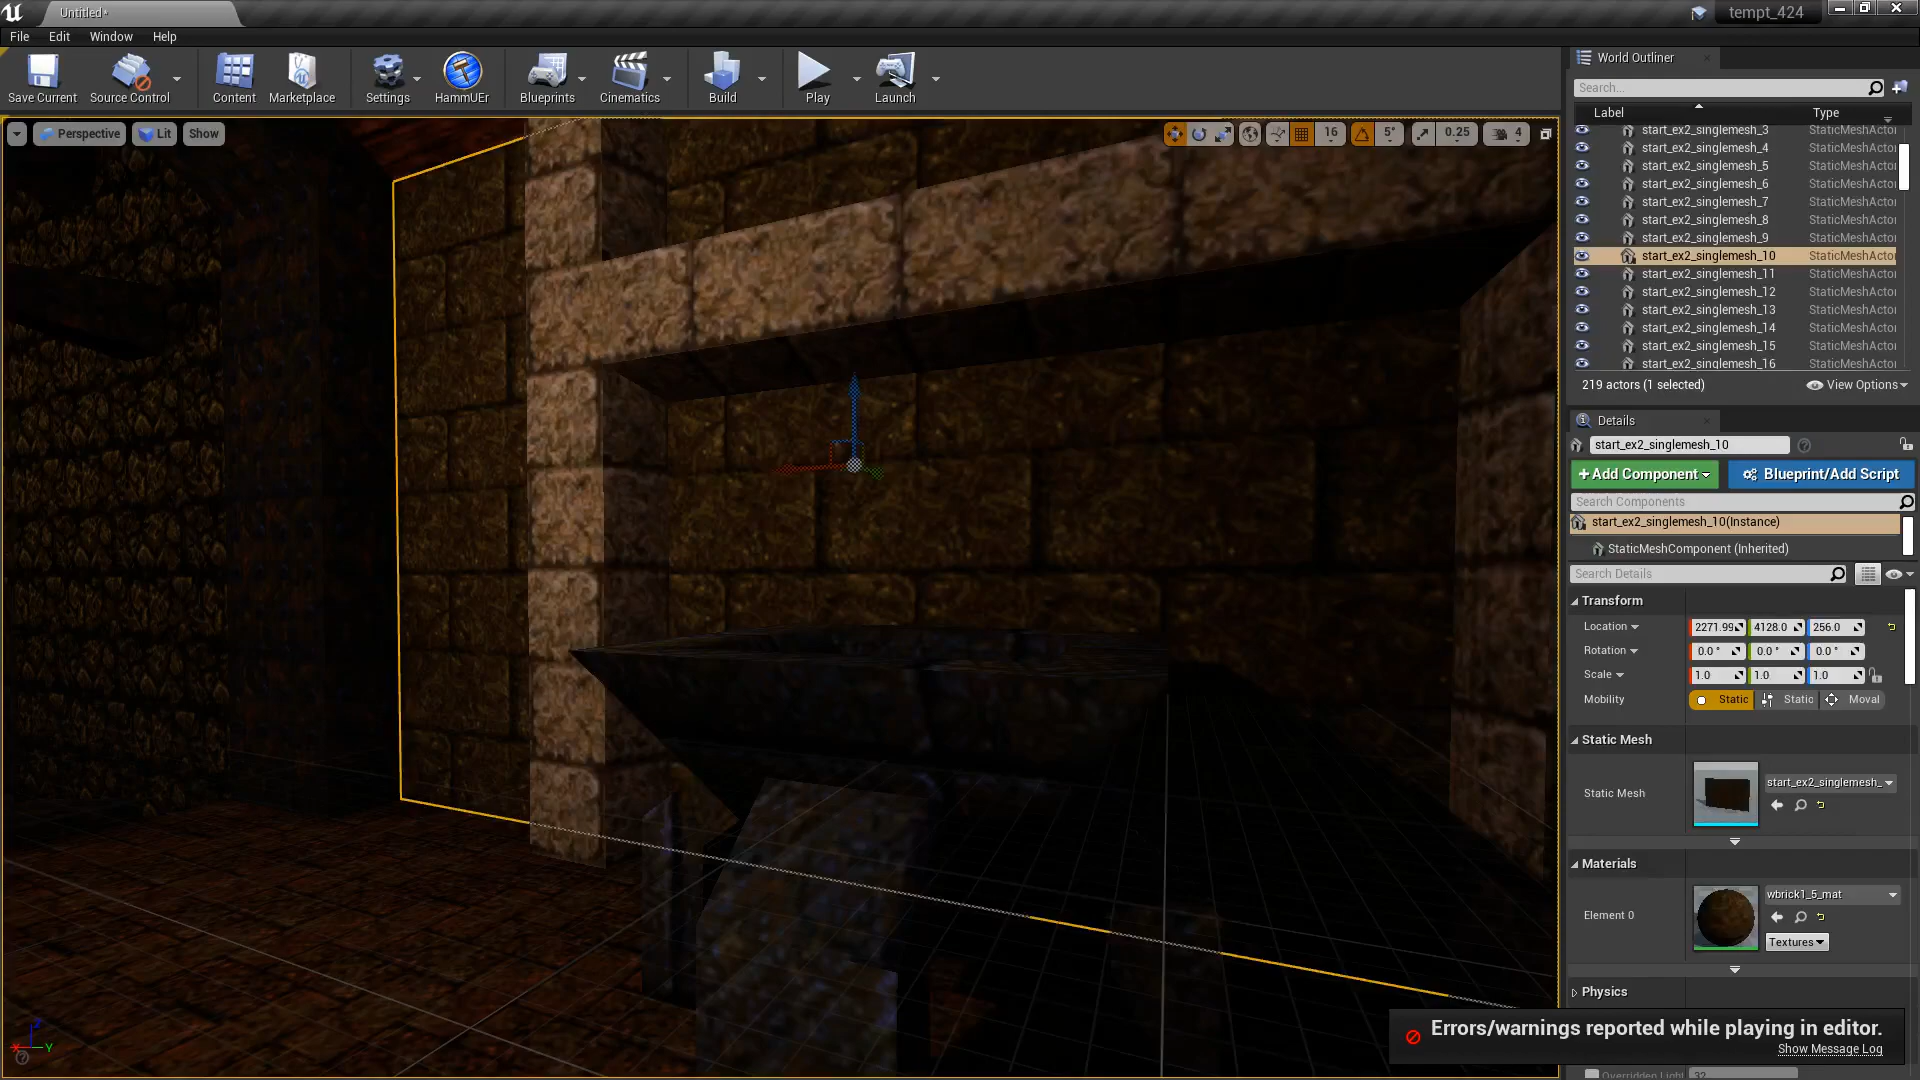 Untitled*
tempt_424
File Edit Window Help
Save Current
Source Control
Content
Marketplace
Settings
HammUEr
Blueprints
Cinematics
Build
Play
Launch
Perspective
Lit
Show
16
5°
0.25
4
World Outliner
Search...
Label Type
start_ex2_singlemesh_3 StaticMeshActor
start_ex2_singlemesh_4 StaticMeshActor
start_ex2_singlemesh_5 StaticMeshActor
start_ex2_singlemesh_6 StaticMeshActor
start_ex2_singlemesh_7 StaticMeshActor
start_ex2_singlemesh_8 StaticMeshActor
start_ex2_singlemesh_9 StaticMeshActor
start_ex2_singlemesh_10 StaticMeshActor
start_ex2_singlemesh_11 StaticMeshActor
start_ex2_singlemesh_12 StaticMeshActor
start_ex2_singlemesh_13 StaticMeshActor
start_ex2_singlemesh_14 StaticMeshActor
start_ex2_singlemesh_15 StaticMeshActor
start_ex2_singlemesh_16 StaticMeshActor
219 actors (1 selected) View Options
Details
start_ex2_singlemesh_10
+Add Component Blueprint/Add Script
Search Components
start_ex2_singlemesh_10(Instance)
StaticMeshComponent (Inherited)
Search Details
Transform
Location 2271.99 4128.0 256.0
Rotation 0.0 ° 0.0 ° 0.0 °
Scale 1.0 1.0 1.0
Mobility Static Static Moval
Static Mesh
Static Mesh start_ex2_singlemesh_
Materials
Element 0 wbrick1_5_mat
Textures
Physics
Errors/warnings reported while playing in editor.
Show Message Log
Overridden Light 32
X Y Z